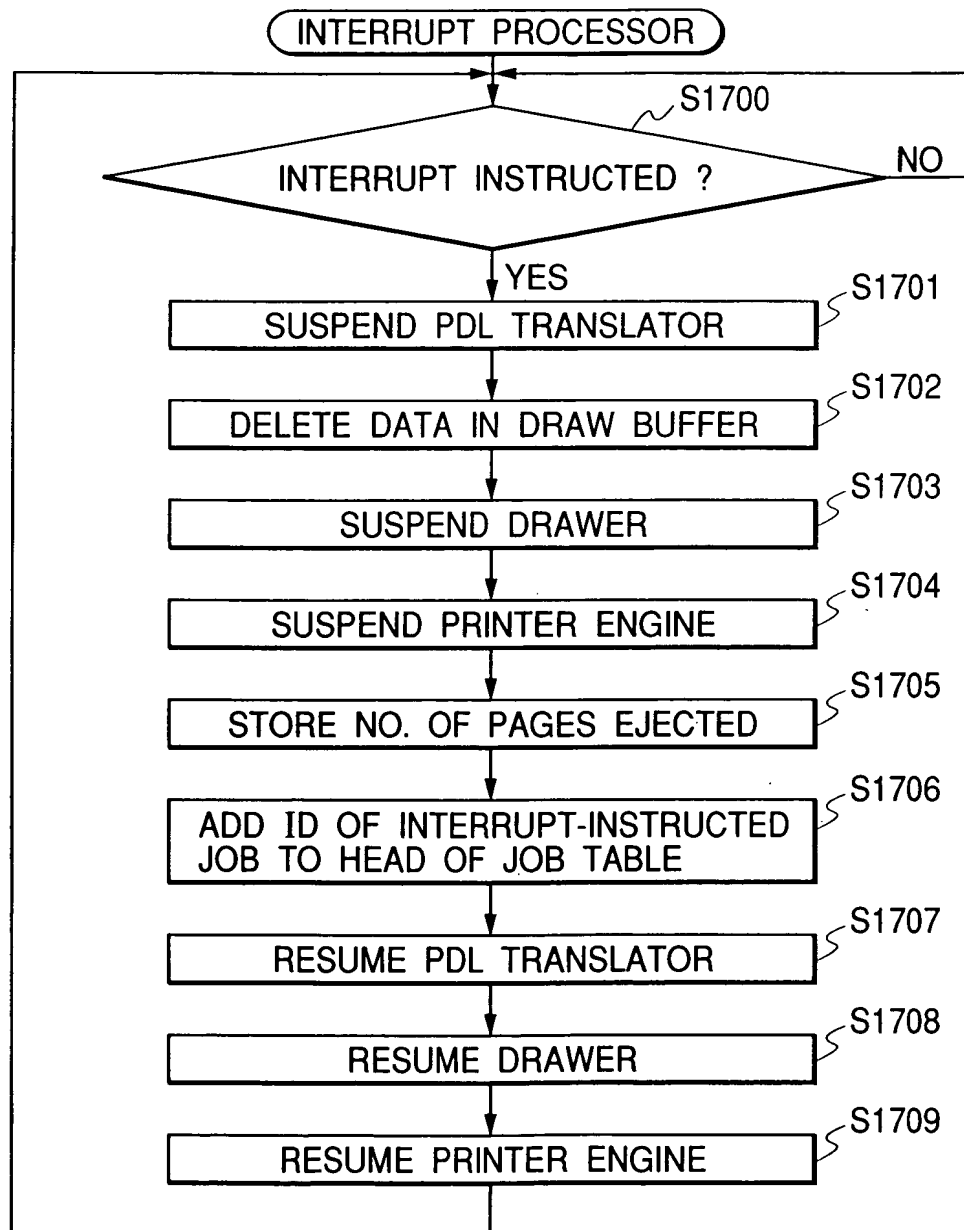 INTERRUPT PROCESSOR
S1700
INTERRUPT INSTRUCTED ?
NO
YES
S1701
SUSPEND PDL TRANSLATOR
S1702
DELETE DATA IN DRAW BUFFER
S1703
SUSPEND DRAWER
S1704
SUSPEND PRINTER ENGINE
S1705
STORE NO. OF PAGES EJECTED
S1706
ADD ID OF INTERRUPT-INSTRUCTED
JOB TO HEAD OF JOB TABLE
S1707
RESUME PDL TRANSLATOR
S1708
RESUME DRAWER
S1709
RESUME PRINTER ENGINE